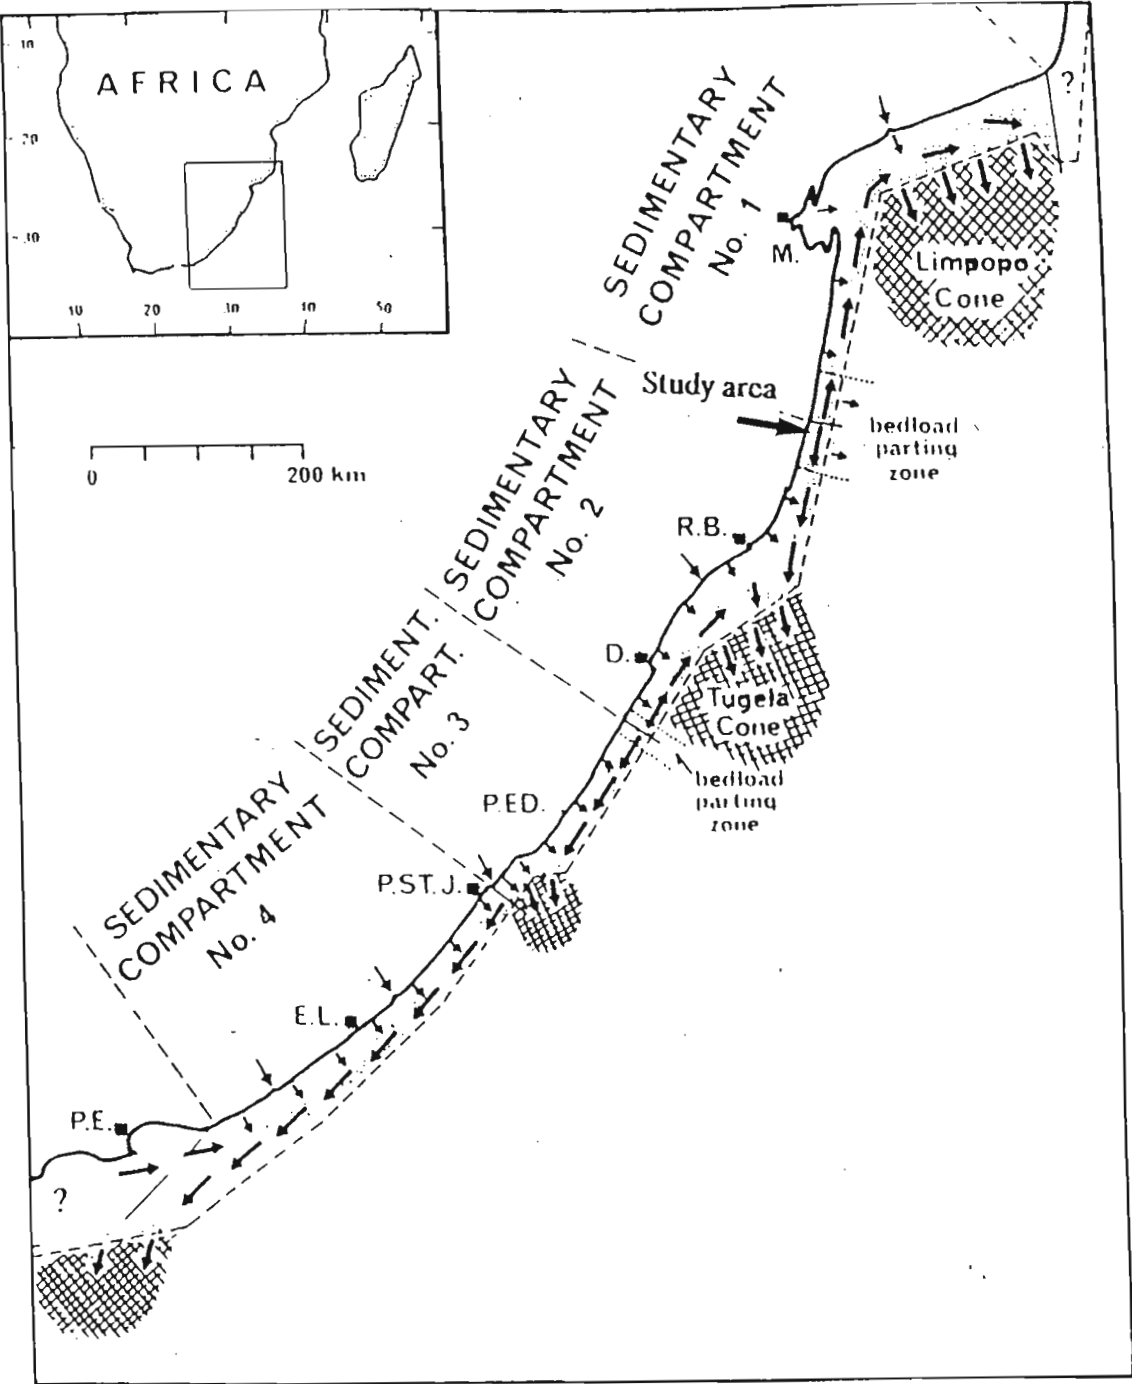 10
AFRICA
20
30
10
20
30
40
50
?
SEDIMENTARY
COMPARTMENT
No. 1
M.
Limpopo
Cone
Study area
bedload
parting
zone
0
200 km
SEDIMENTARY
COMPARTMENT
No. 2
R.B.
D.
Tugela
Cone
SEDIMENT.
COMPART.
No. 3
bedload
parting
zone
P.ED.
SEDIMENTARY
COMPARTMENT
No. 4
P.ST. J.
E.L.
P.E.
?